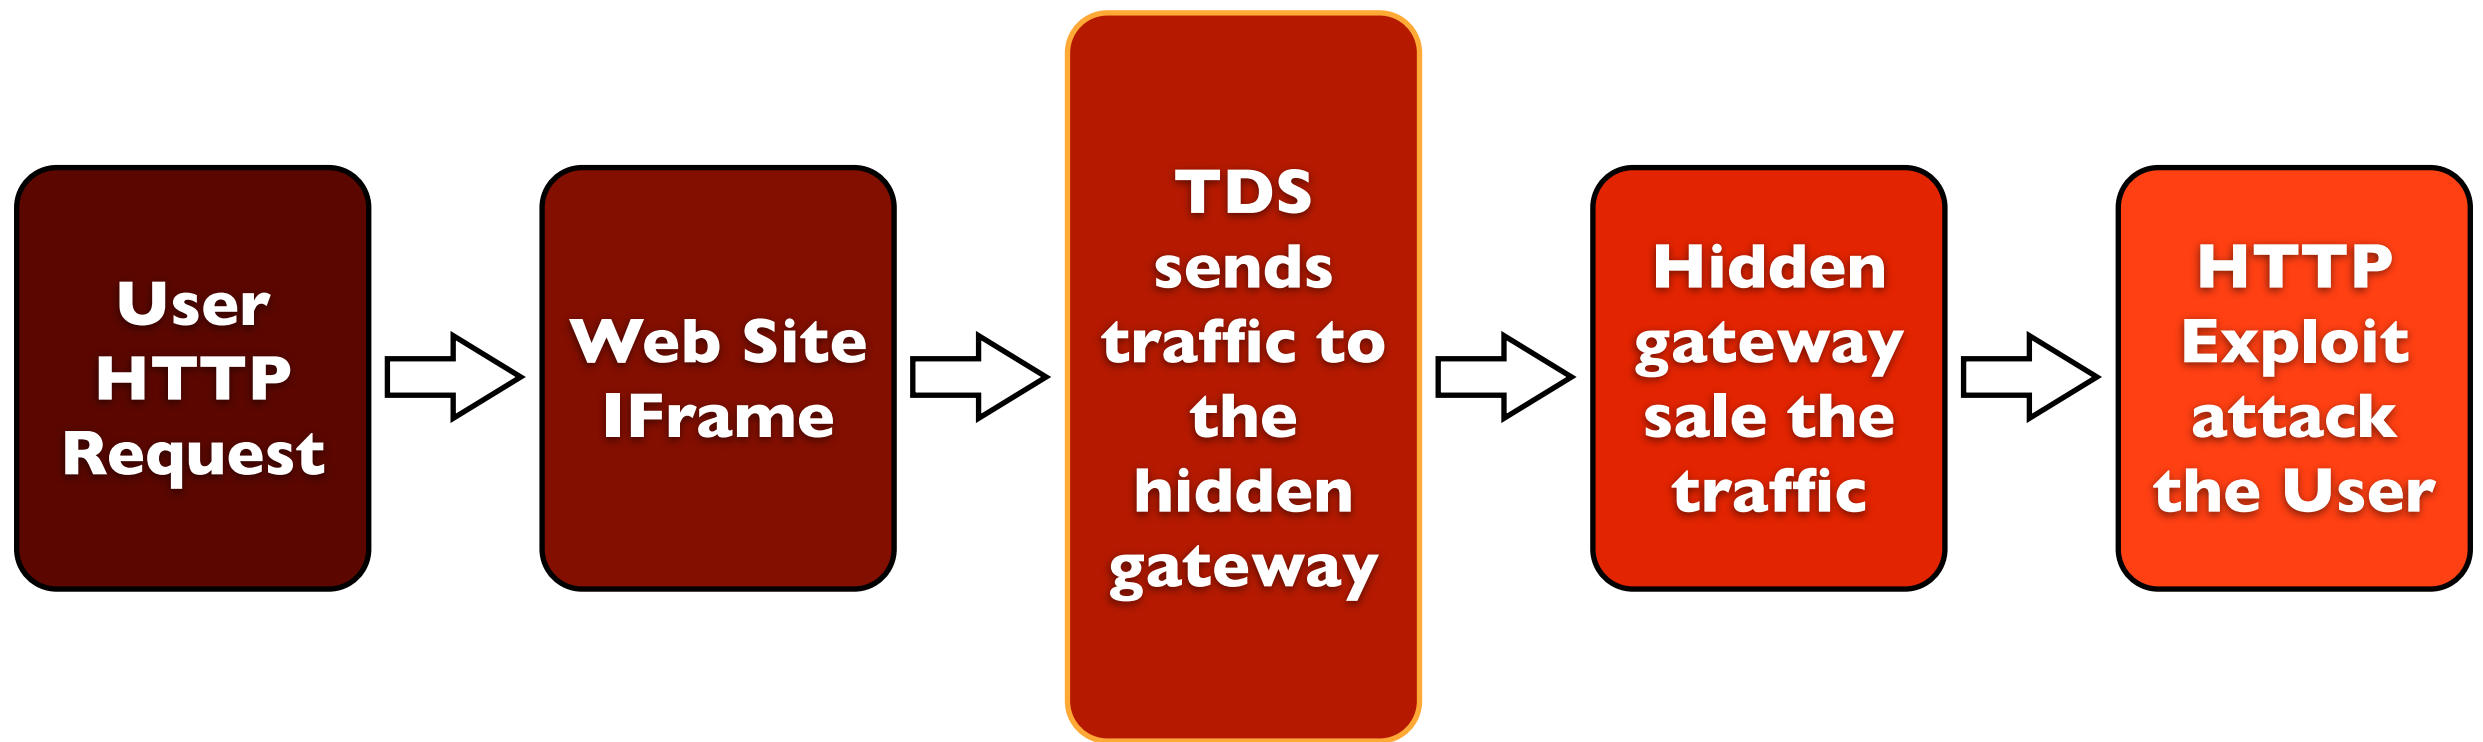 User
HTTP
Request
Web Site
IFrame
TDS
sends
traffic to
the
hidden
gateway
Hidden
gateway
sale the
traffic
HTTP
Exploit
attack
the User